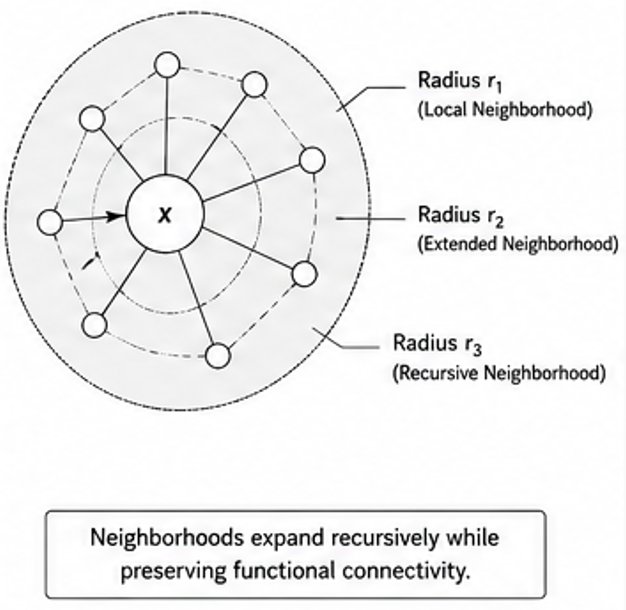 Radius r₁
(Local Neighborhood)
x
Radius r₂
(Extended Neighborhood)
Radius r₃
(Recursive Neighborhood)
Neighborhoods expand recursively while
preserving functional connectivity.